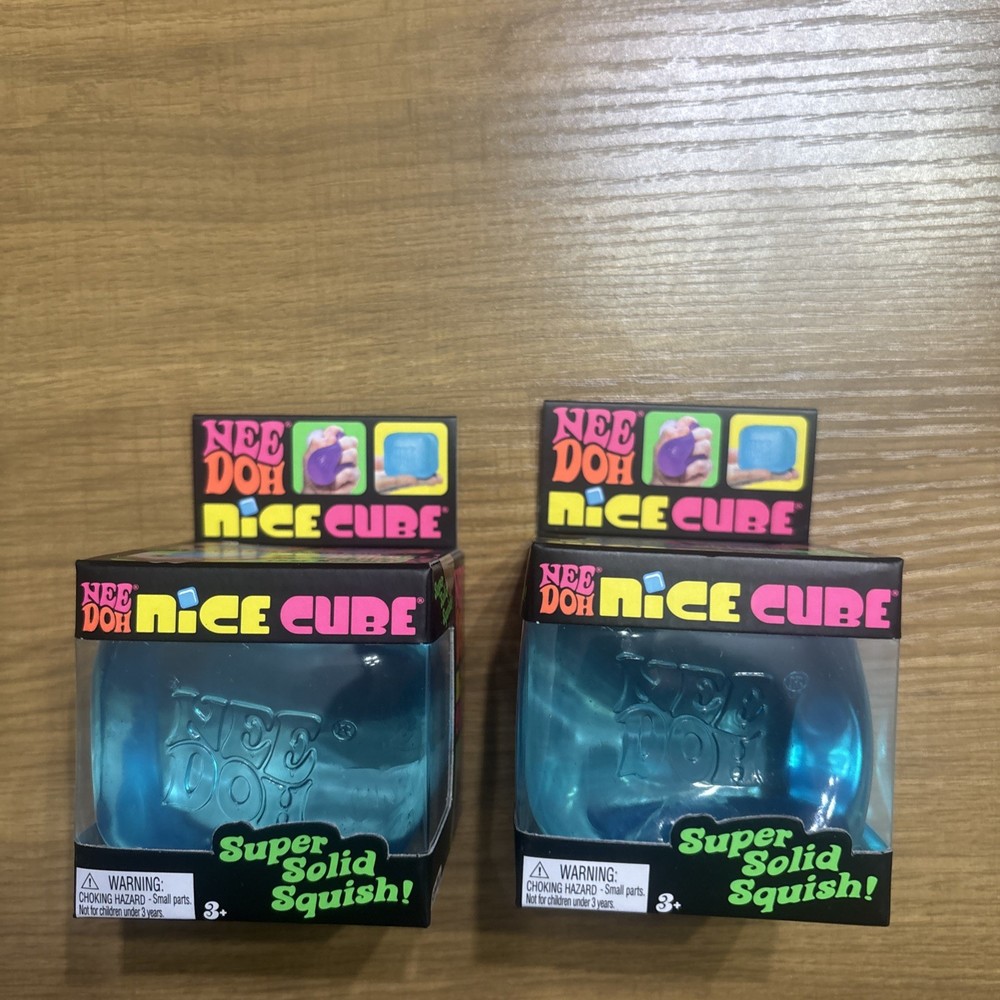 NEE
DOH
NiCE CUBE®
NEE®
DOH NiCE CUBE®
NEE ®
DOH
Super
Solid
Squish!
WARNING:
CHOKING HAZARD - Small parts.
Not for children under 3 years.
3+
NEE®
DOH
NiCE CUBE®
NEE®
DOH NiCE CUBE®
NEE ®
DOH
Super
Solid
Squish!
WARNING:
CHOKING HAZARD - Small parts.
Not for children under 3 years.
3+